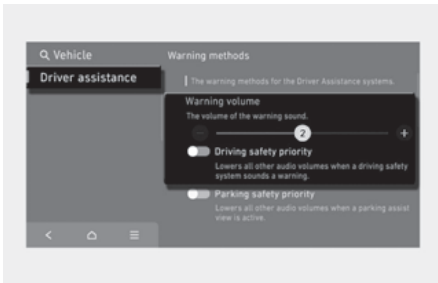 Vehicle
Warning methods
Driver assistance
The warning methods for the Driver Assistance systems.
Warning volume
The volume of the warning sound.
2
Driving safety priority
Lowers all other audio volumes when a driving safety
system sounds a warning.
Parking safety priority
Lowers all other audio volumes when a parking assist
view is active.